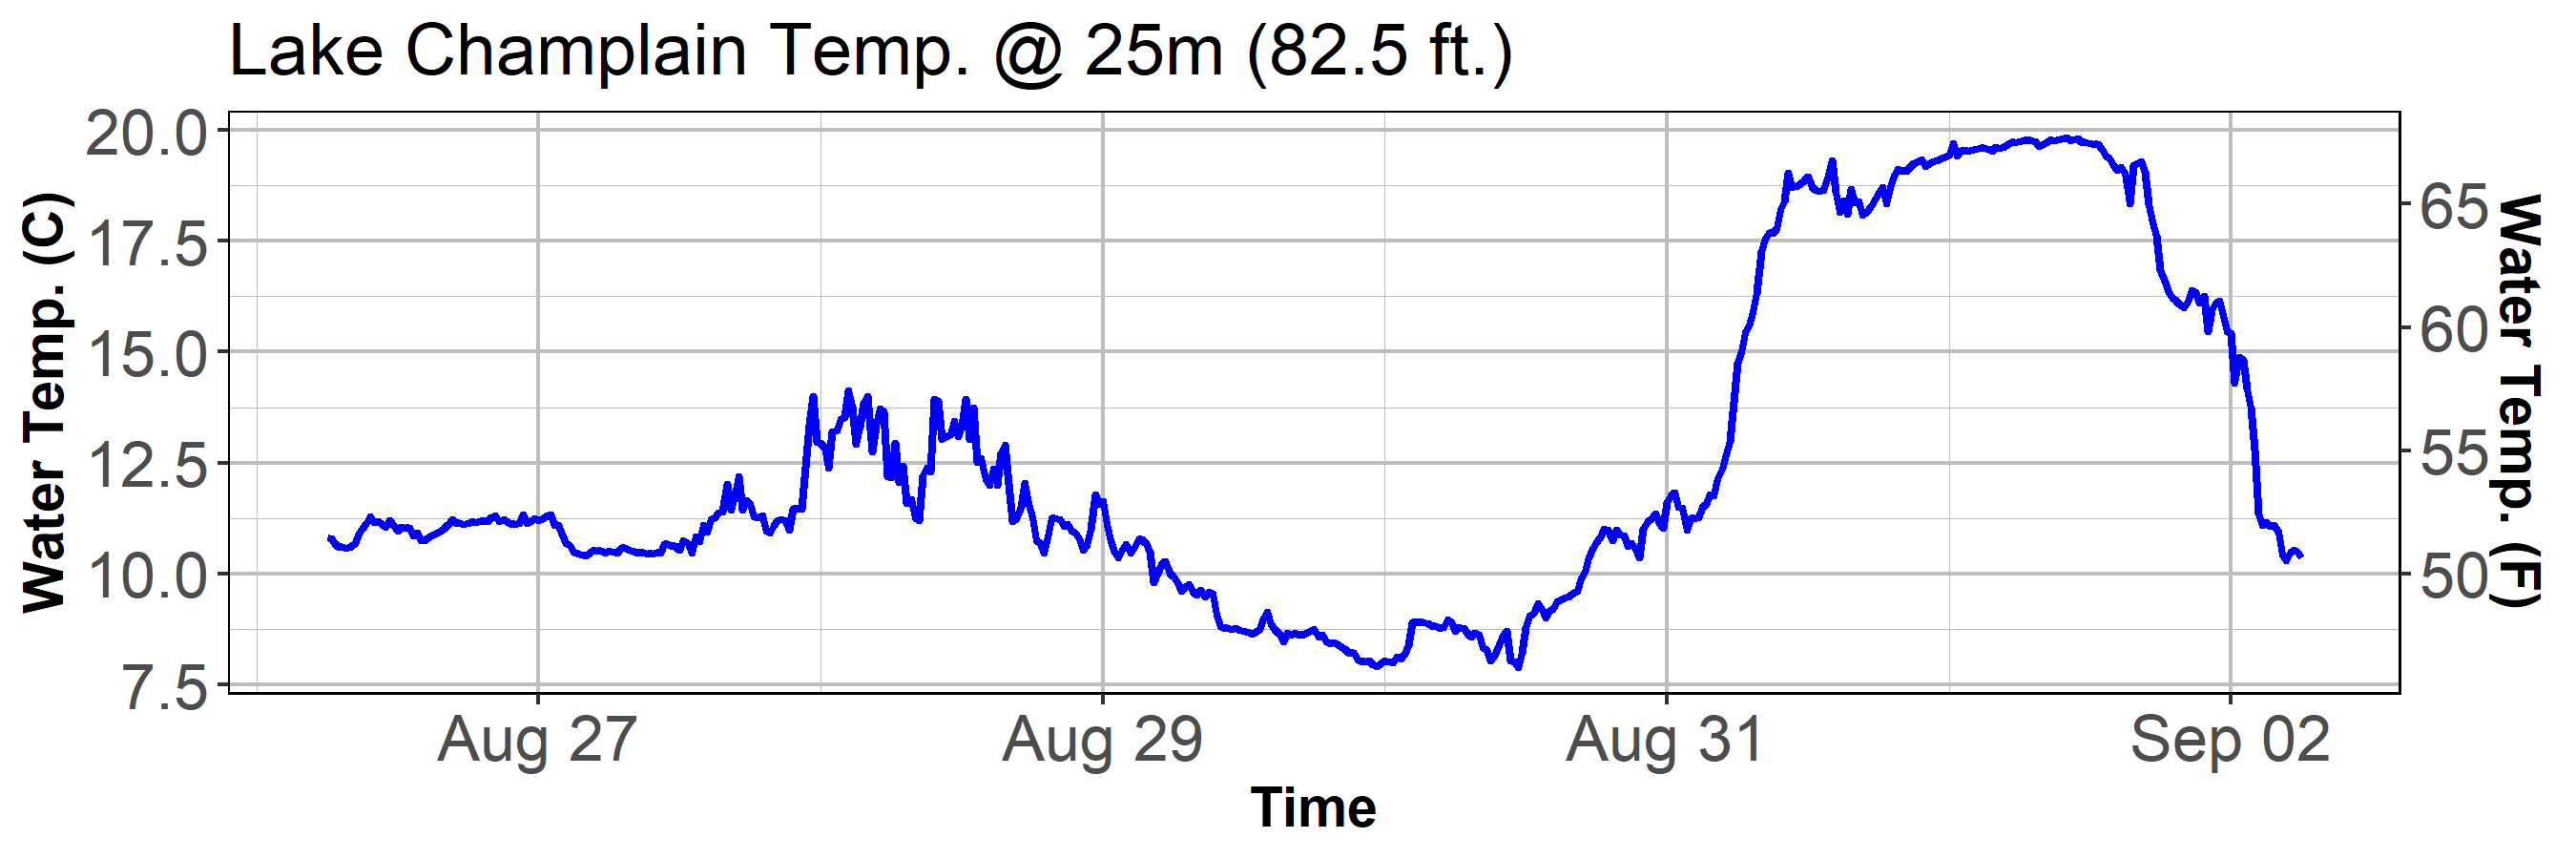 Lake Champlain Temp. @ 25m (82.5 ft.)
Water Temp. (C)
20.0
17.5
15.0
12.5
10.0
7.5
65
60
55
50
Water Temp. (F)
Aug 27 Aug 29 Aug 31 Sep 02
Time